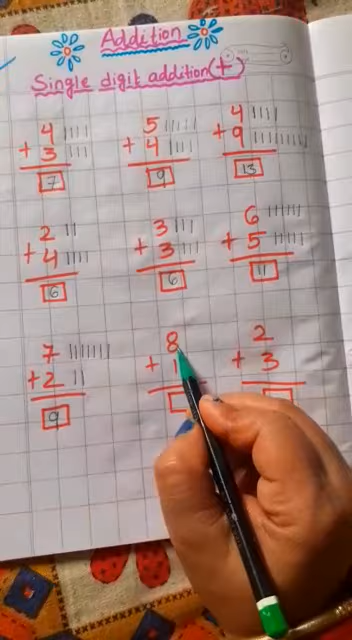 Addition
Single digit addition (+)
4 |||| 5 ||||| 4 ||||
+ 3 ||| + 4 |||| + 9 |||||||||
7 9 13
2 || 3 ||| 6 ||||||
+ 4 |||| + 3 ||| + 5 |||||
6 6 11
7 ||||||| 8 2
+ 2 || + 1 + 3
9